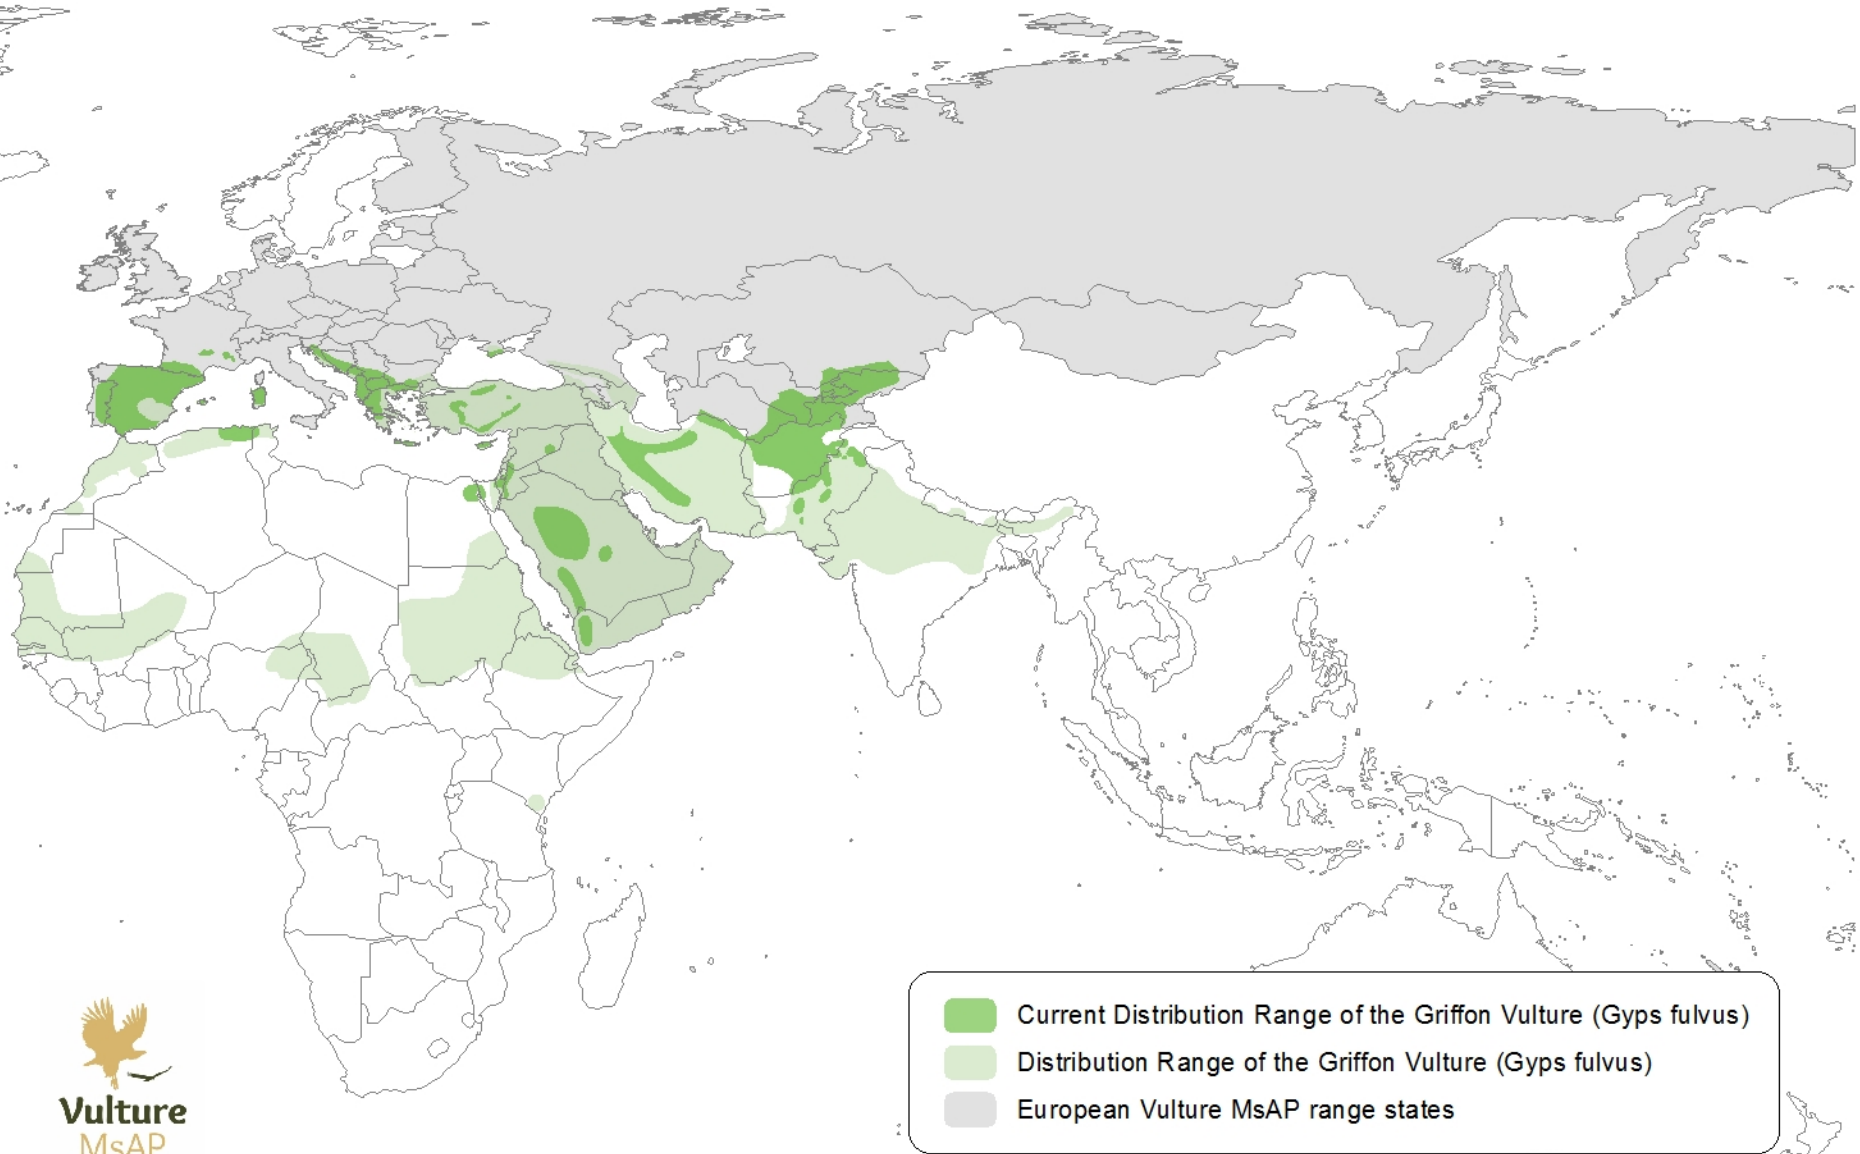 Current Distribution Range of the Griffon Vulture (Gyps fulvus)
Distribution Range of the Griffon Vulture (Gyps fulvus)
European Vulture MsAP range states
Vulture
MsAP